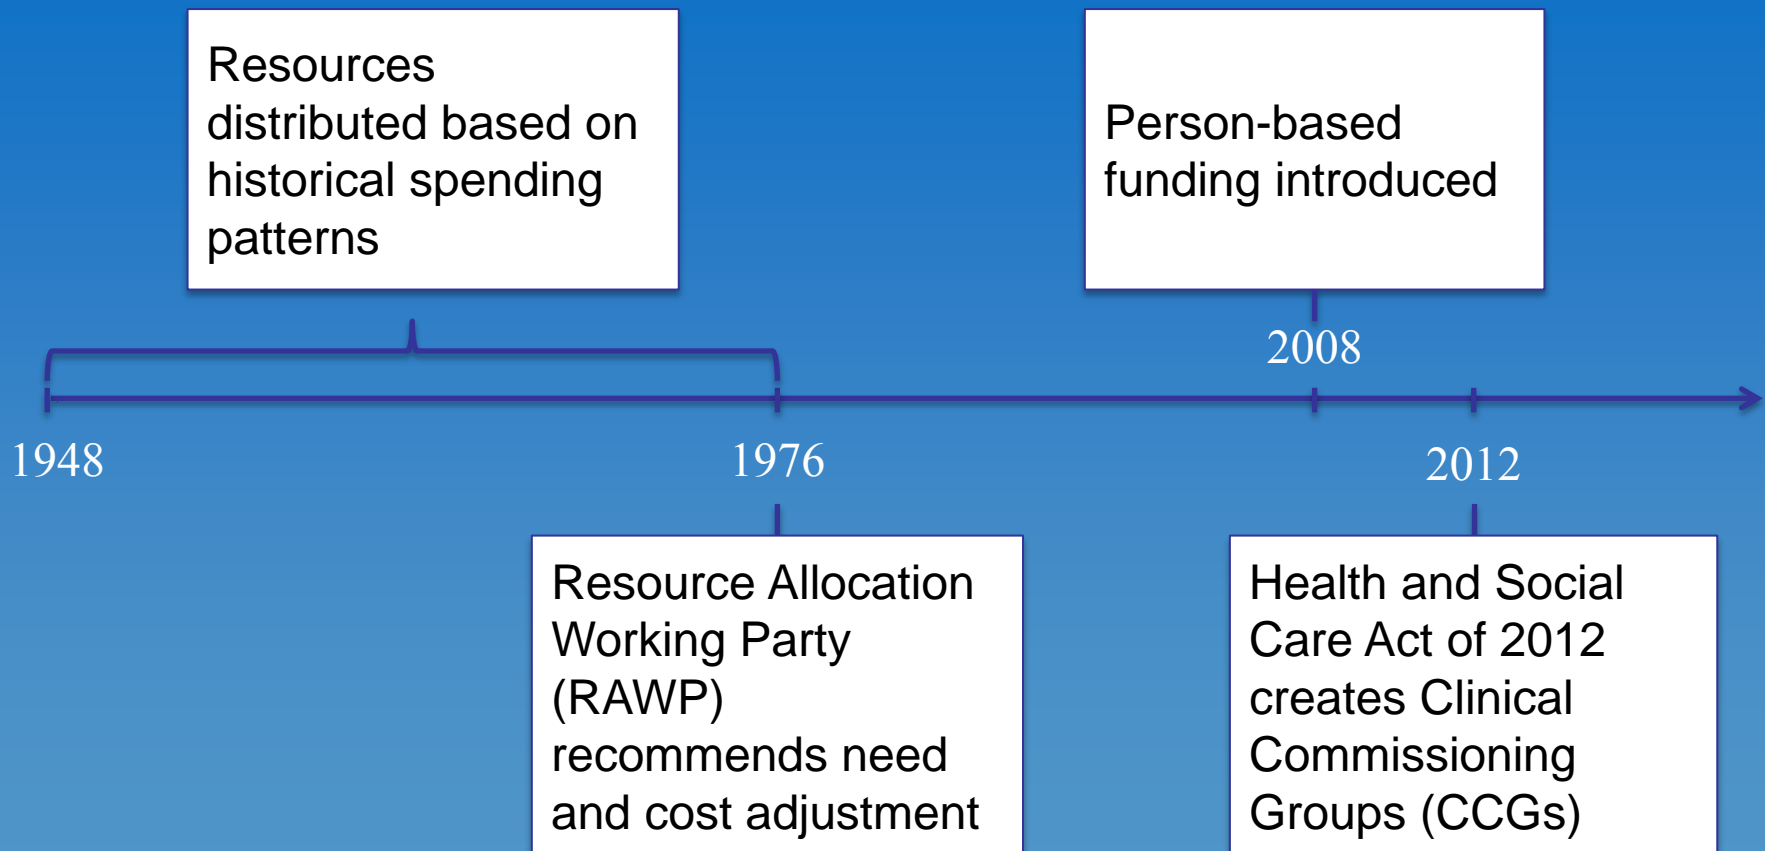 Resources
distributed based on
historical spending
patterns
Person-based
funding introduced
2008
1948
1976
2012
Resource Allocation
Working Party
(RAWP)
recommends need
and cost adjustment
Health and Social
Care Act of 2012
creates Clinical
Commissioning
Groups (CCGs)